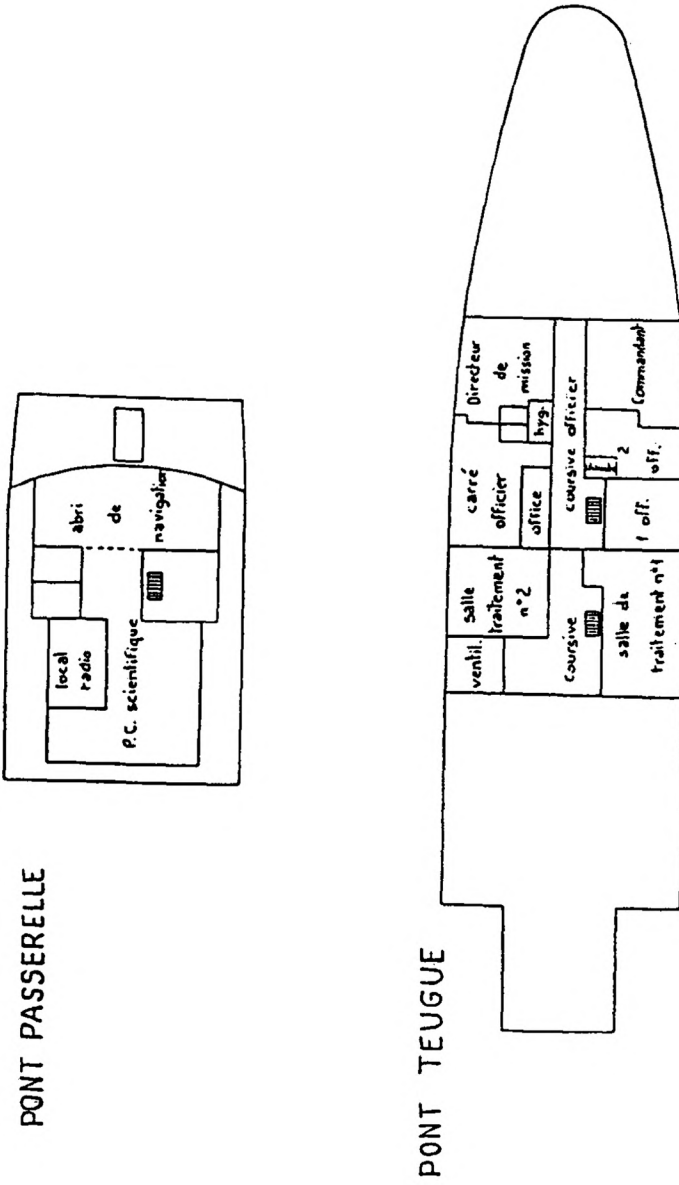 PONT PASSERELLE
local
radio
P.C. scientifique
abri
de
navigation
PONT TEUGUE
ventil.
salle
traitement
n°2
coursive
salle de
traitement n°1
carré
officier
office
hyg.
Directeur
de
mission
coursive officier
1 off.
2
off.
Commandant